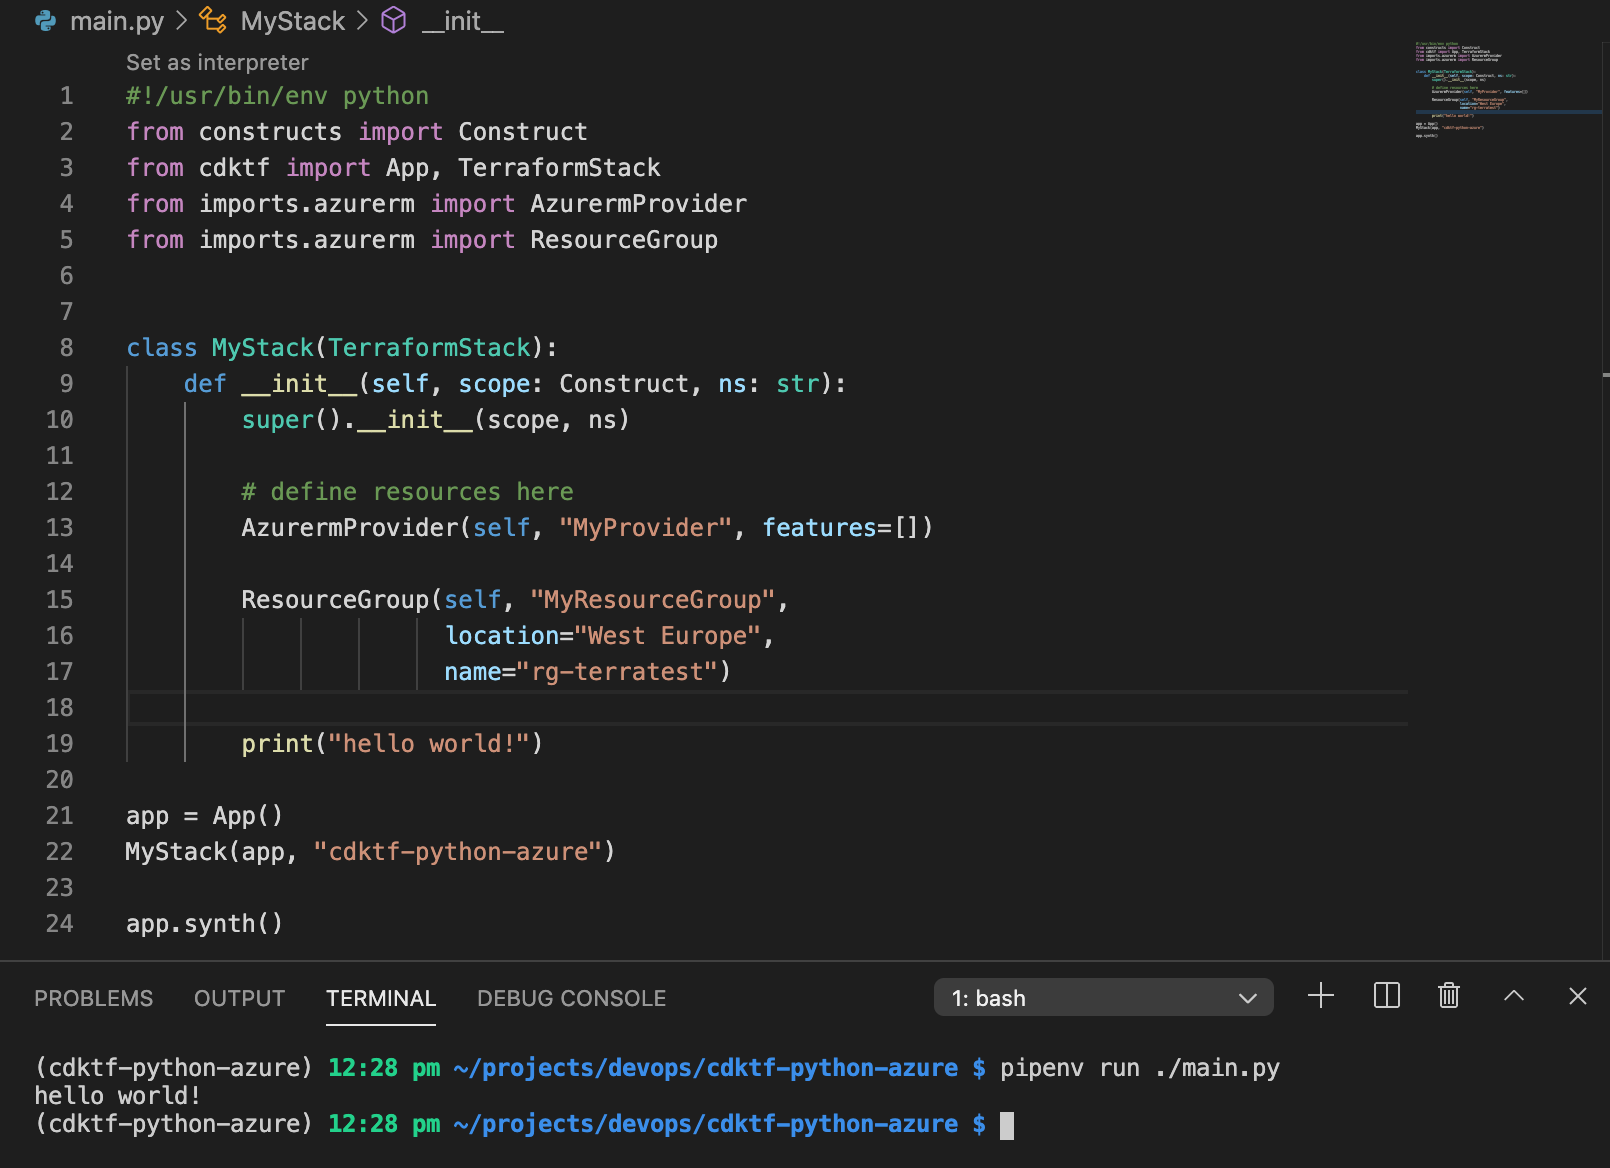 main.py > MyStack > __init__
Set as interpreter
1 #!/usr/bin/env python
2 from constructs import Construct
3 from cdktf import App, TerraformStack
4 from imports.azurerm import AzurermProvider
5 from imports.azurerm import ResourceGroup
6
7
8 class MyStack(TerraformStack):
9     def __init__(self, scope: Construct, ns: str):
10         super().__init__(scope, ns)
11
12         # define resources here
13         AzurermProvider(self, "MyProvider", features=[])
14
15         ResourceGroup(self, "MyResourceGroup",
16                       location="West Europe",
17                       name="rg-terratest")
18
19         print("hello world!")
20
21 app = App()
22 MyStack(app, "cdktf-python-azure")
23
24 app.synth()
PROBLEMS OUTPUT TERMINAL DEBUG CONSOLE 1: bash
(cdktf-python-azure) 12:28 pm ~/projects/devops/cdktf-python-azure $ pipenv run ./main.py
hello world!
(cdktf-python-azure) 12:28 pm ~/projects/devops/cdktf-python-azure $